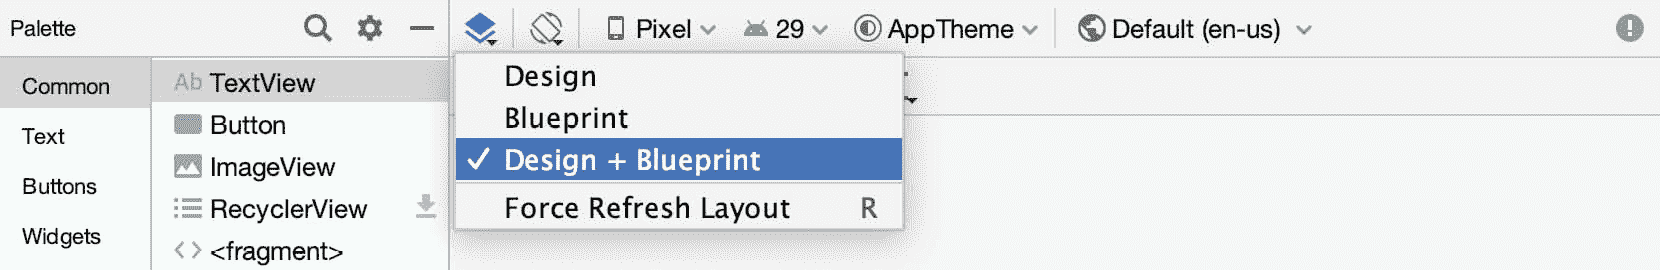 Palette
Pixel 29 AppTheme Default (en-us)
Common
Text
Buttons
Widgets
Ab TextView
Button
ImageView
RecyclerView
<fragment>
Design
Blueprint
Design + Blueprint
Force Refresh Layout R